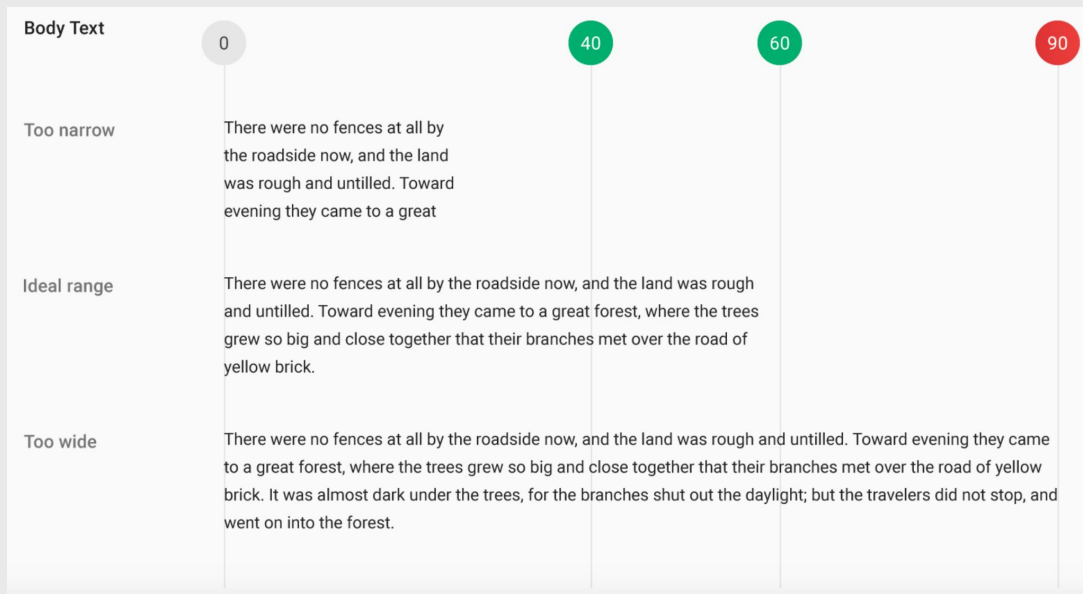 Body Text
0
40
60
90
Too narrow
There were no fences at all by
the roadside now, and the land
was rough and untilled. Toward
evening they came to a great
Ideal range
There were no fences at all by the roadside now, and the land was rough
and untilled. Toward evening they came to a great forest, where the trees
grew so big and close together that their branches met over the road of
yellow brick.
Too wide
There were no fences at all by the roadside now, and the land was rough and untilled. Toward evening they came
to a great forest, where the trees grew so big and close together that their branches met over the road of yellow
brick. It was almost dark under the trees, for the branches shut out the daylight; but the travelers did not stop, and
went on into the forest.